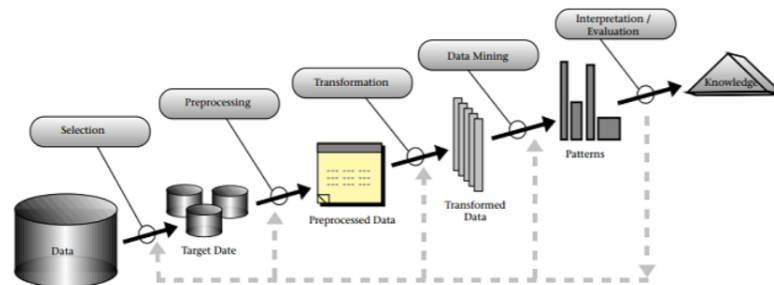 Interpretation /
Evaluation
Data Mining
Transformation
Preprocessing
Selection
Data
Target Date
Preprocessed Data
Transformed
Data
Patterns
Knowledge